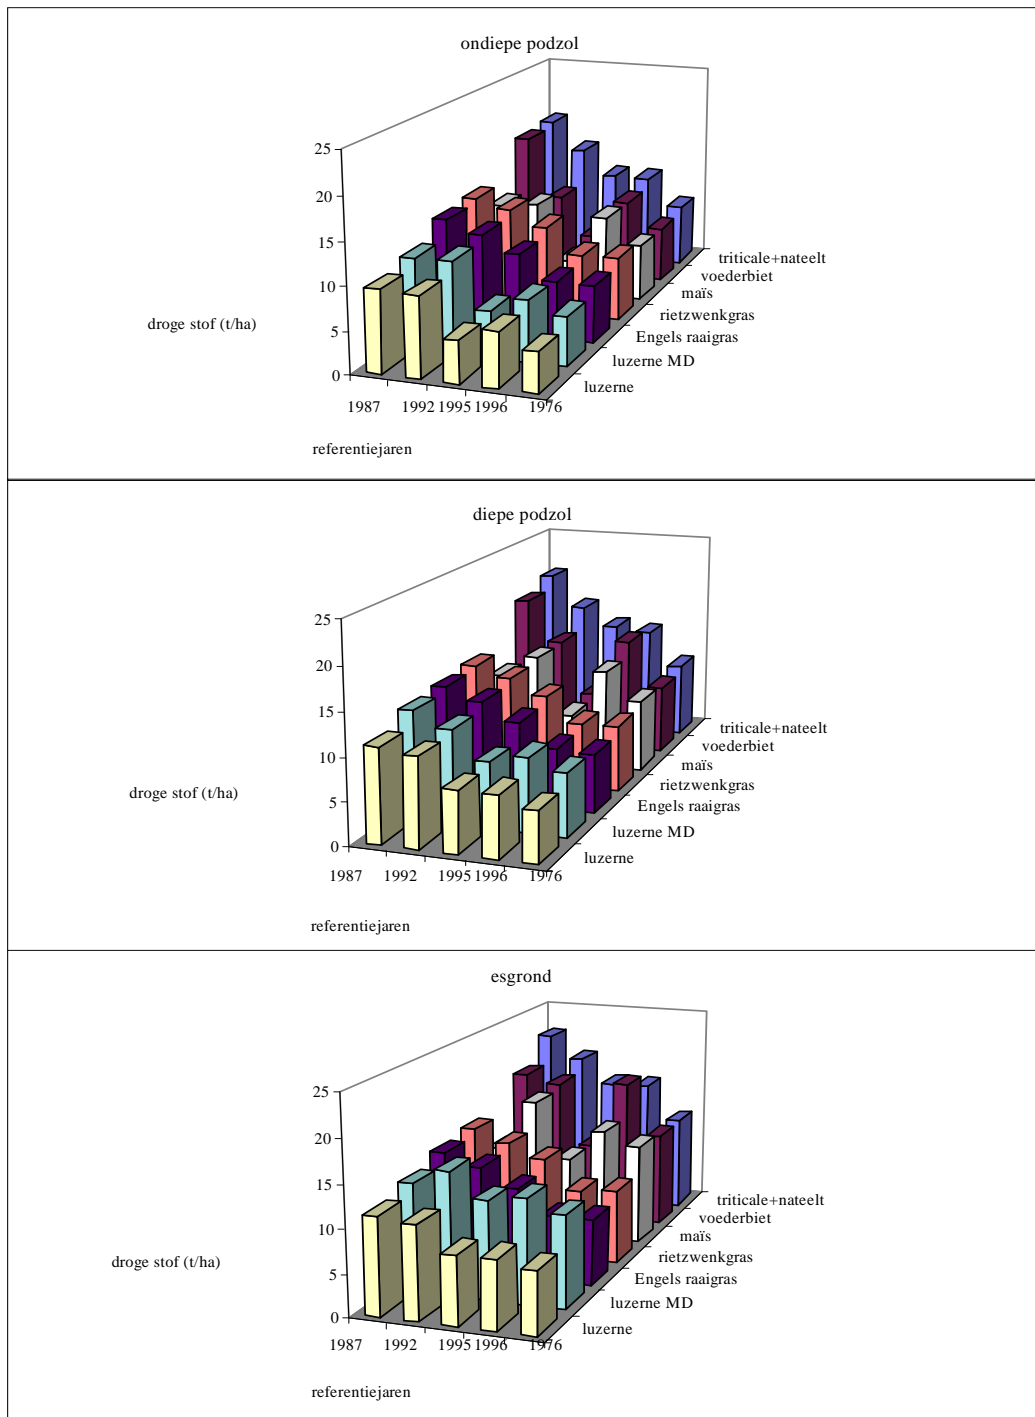 ondiepe podzol
25
20
15
10
5
0
droge stof (t/ha)
1987 1992 1995 1996 1976
referentiejaren
triticale+nateelt
voederbiet
maïs
rietzwenkgras
Engels raaigras
luzerne MD
luzerne
diepe podzol
25
20
15
10
5
0
droge stof (t/ha)
1987 1992 1995 1996 1976
referentiejaren
triticale+nateelt
voederbiet
maïs
rietzwenkgras
Engels raaigras
luzerne MD
luzerne
esgrond
25
20
15
10
5
0
droge stof (t/ha)
1987 1992 1995 1996 1976
referentiejaren
triticale+nateelt
voederbiet
maïs
rietzwenkgras
Engels raaigras
luzerne MD
luzerne